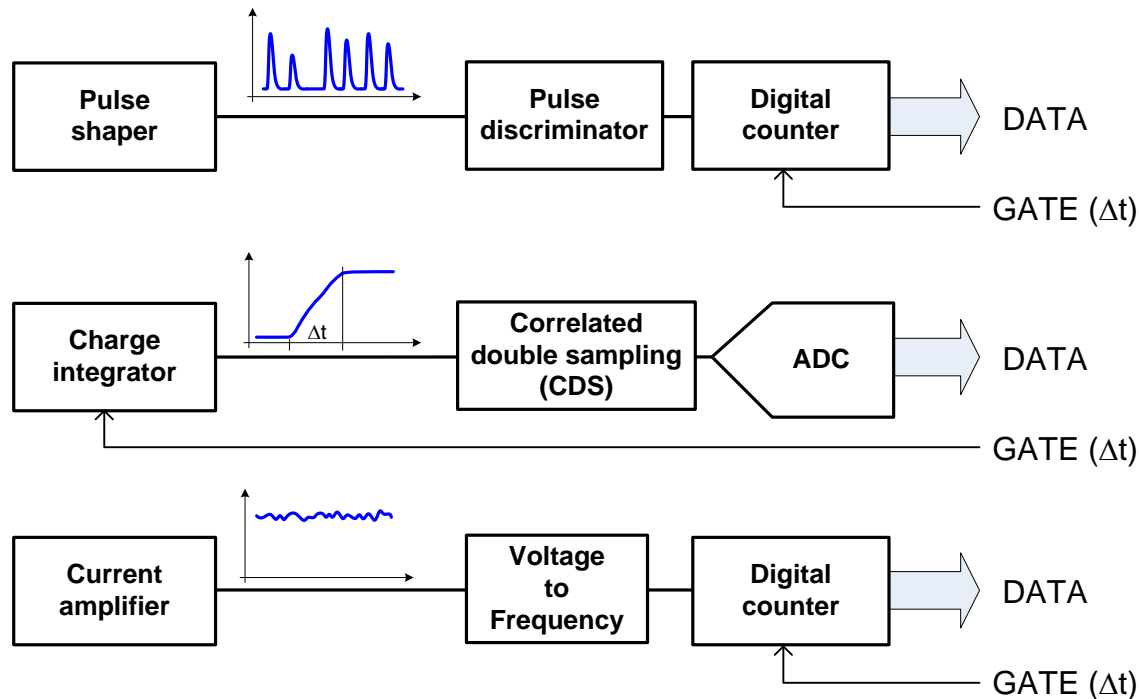 Pulse
shaper
Pulse
discriminator
Digital
counter
DATA
GATE (Δt)
Charge
integrator
Δt
Correlated
double sampling
(CDS)
ADC
DATA
GATE (Δt)
Current
amplifier
Voltage
to
Frequency
Digital
counter
DATA
GATE (Δt)